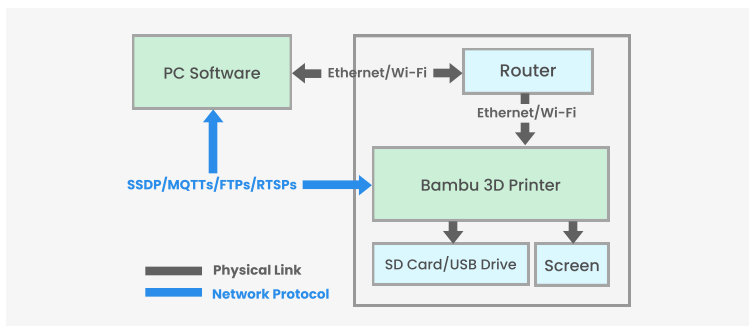 PC Software
Ethernet/Wi-Fi
Router
Ethernet/Wi-Fi
SSDP/MQTTs/FTPs/RTSPs
Bambu 3D Printer
SD Card/USB Drive
Screen
Physical Link
Network Protocol